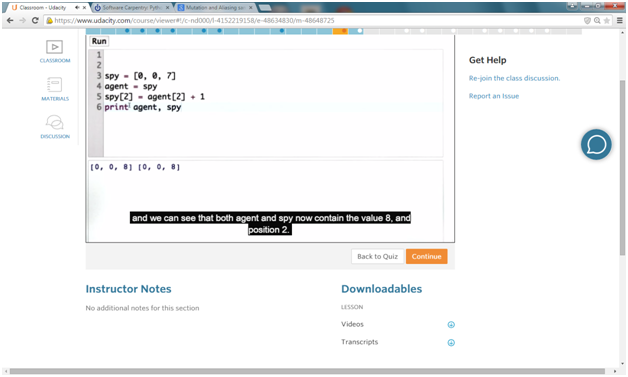 Classroom - Udacity
Software Carpentry: Pyth
Mutation and Aliasing
https://www.udacity.com/course/viewer#!/c-nd000/l-4152219158/e-48634830/m-48648725
CLASSROOM
MATERIALS
DISCUSSION
Run
1
2
3 spy = [0, 0, 7]
4 agent = spy
5 spy[2] = agent[2] + 1
6 print agent, spy
[0, 0, 8] [0, 0, 8]
and we can see that both agent and spy now contain the value 8, and
position 2.
Back to Quiz
Continue
Get Help
Re-join the class discussion.
Report an Issue
Instructor Notes
No additional notes for this section
Downloadables
LESSON
Videos
Transcripts